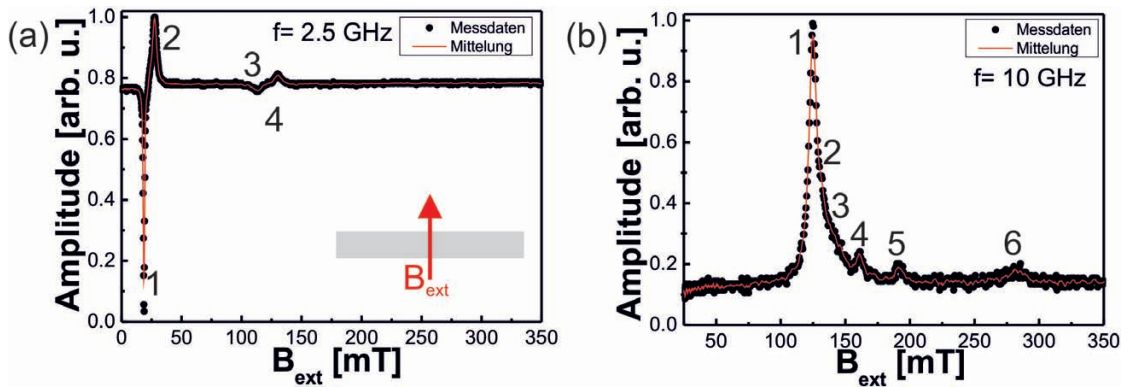 (a)
Amplitude [arb. u.]
1.0
0.8
0.6
0.4
0.2
0.0
2
f= 2.5 GHz
Messdaten
Mittelung
3
4
1
B_ext
0 50 100 150 200 250 300 350
B_ext [mT]
(b)
Amplitude [arb. u.]
1.0
0.8
0.6
0.4
0.2
0.0
1
Messdaten
Mittelung
f= 10 GHz
2
3
4
5
6
50 100 150 200 250 300 350
B_ext [mT]